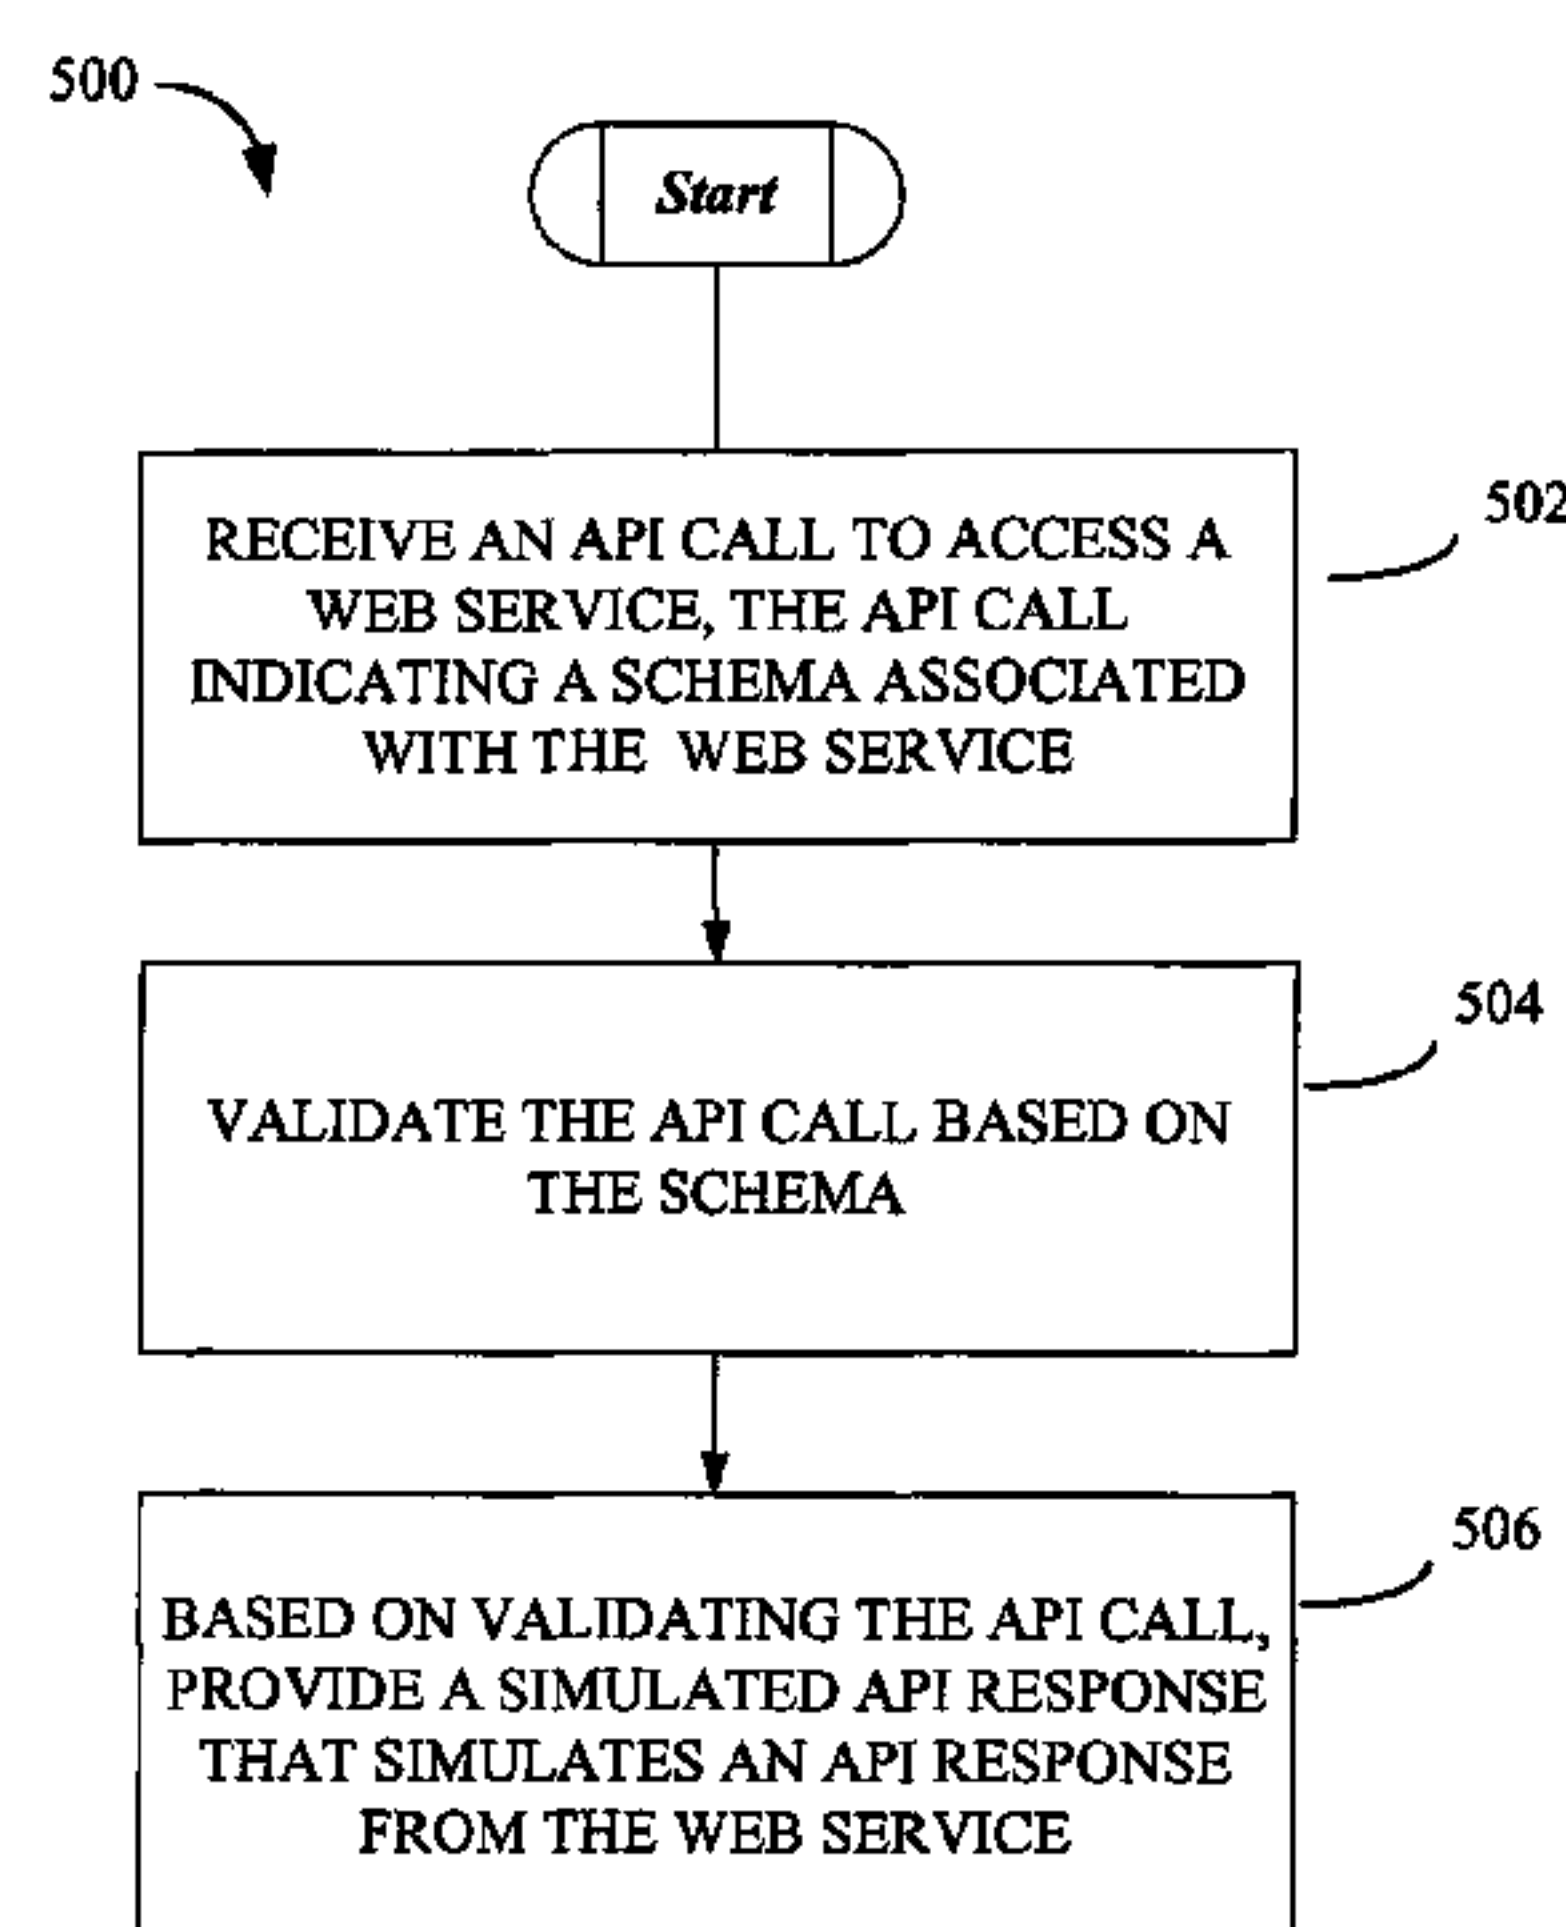 500
Start
RECEIVE AN API CALL TO ACCESS A
WEB SERVICE, THE API CALL
INDICATING A SCHEMA ASSOCIATED
WITH THE WEB SERVICE
502
VALIDATE THE API CALL BASED ON
THE SCHEMA
504
BASED ON VALIDATING THE API CALL,
PROVIDE A SIMULATED API RESPONSE
THAT SIMULATES AN API RESPONSE
FROM THE WEB SERVICE
506